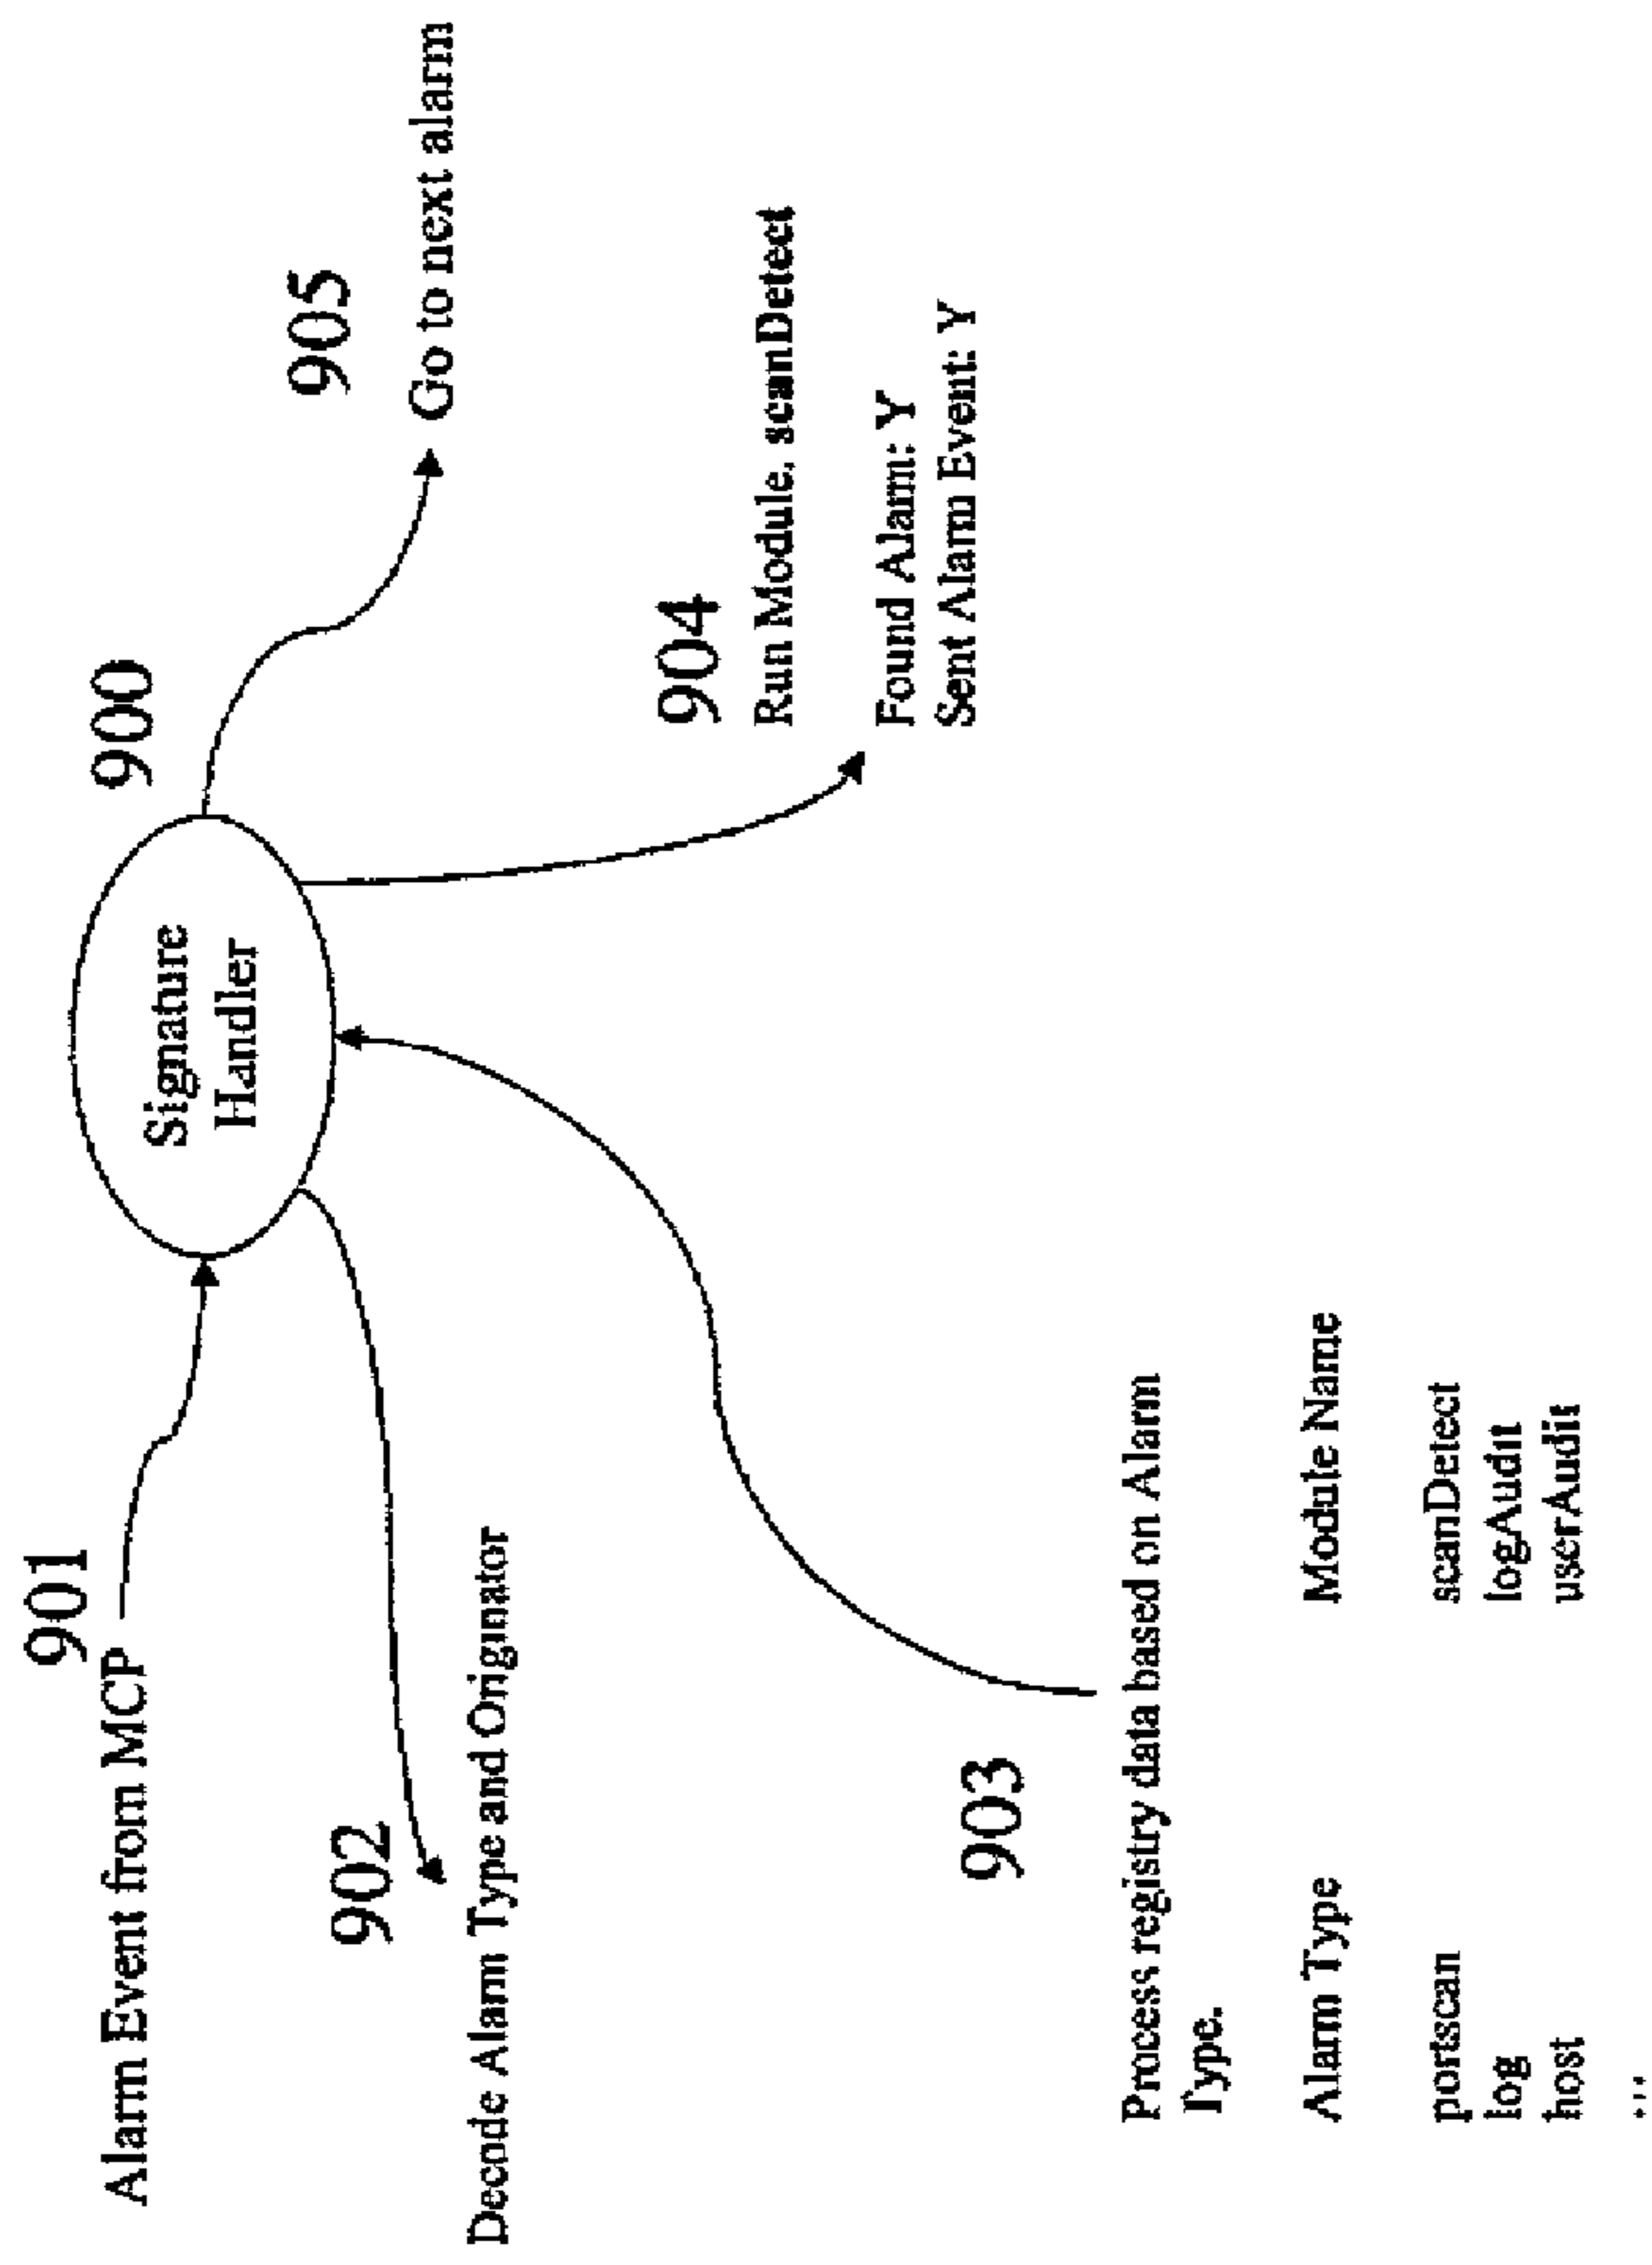 901
Alarm Event from MCP
900
Signature
Handler
905
Go to next alarm
902
Decode Alarm Type and Originator
904
Run Module, scanDetect
Found Alarm: Y
Sent Alarm Event: Y
903
Process registry data based on Alarm
Type.
Alarm Type Module Name
portscan scanDetect
log logAudit
host userAudit
...